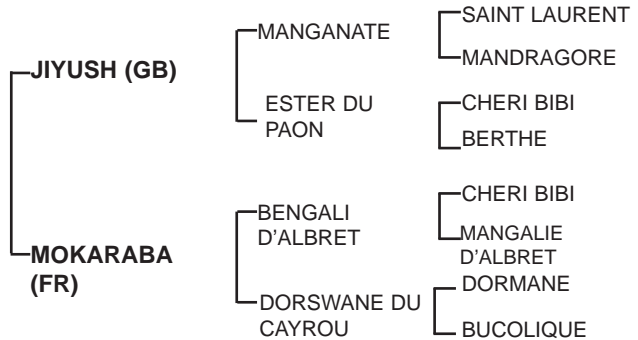 JIYUSH (GB)
MANGANATE
SAINT LAURENT
MANDRAGORE
ESTER DU
PAON
CHERI BIBI
BERTHE
MOKARABA
(FR)
BENGALI
D'ALBRET
CHERI BIBI
MANGALIE
D'ALBRET
DORSWANE DU
CAYROU
DORMANE
BUCOLIQUE